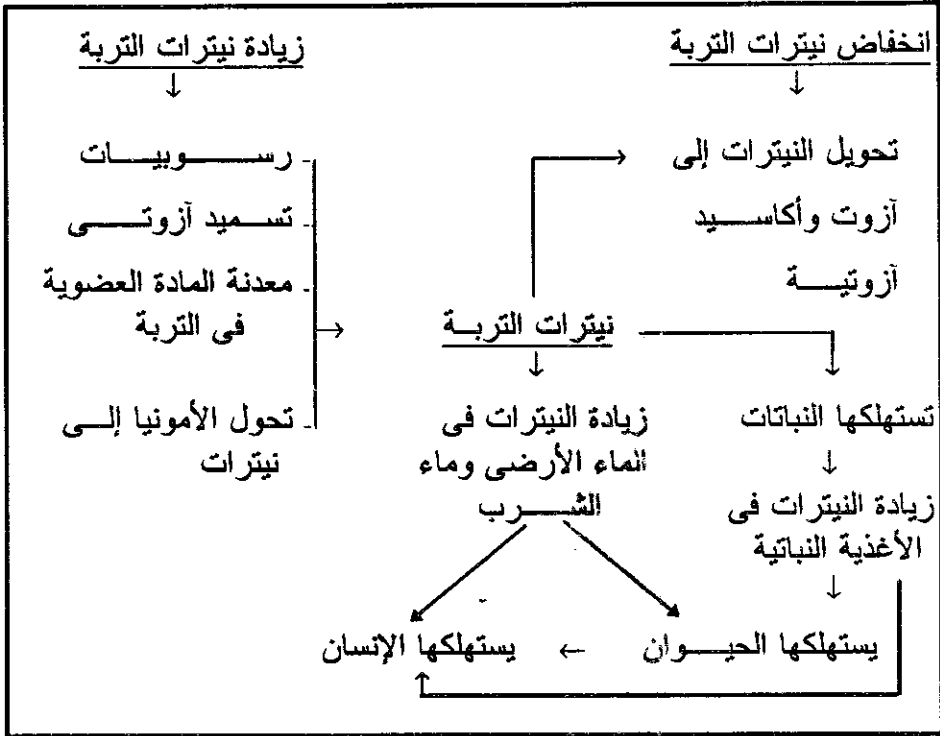 انخفاض نيترات التربة
زيادة نيترات التربة
↓
↓
تحويل النيترات إلى
آزوت وأكاسيد
آزوتية
رسوبيات
تسميد آزوتى
معدنة المادة العضوية
فى التربة
تحول الأمونيا إلى
نيترات
نيترات التربة
↓
تستهلكها النباتات
↓
زيادة النيترات فى
الأغذية النباتية
↓
زيادة النيترات فى
الماء الأرضى وماء
الشرب
يستهلكها الحيوان ← يستهلكها الإنسان